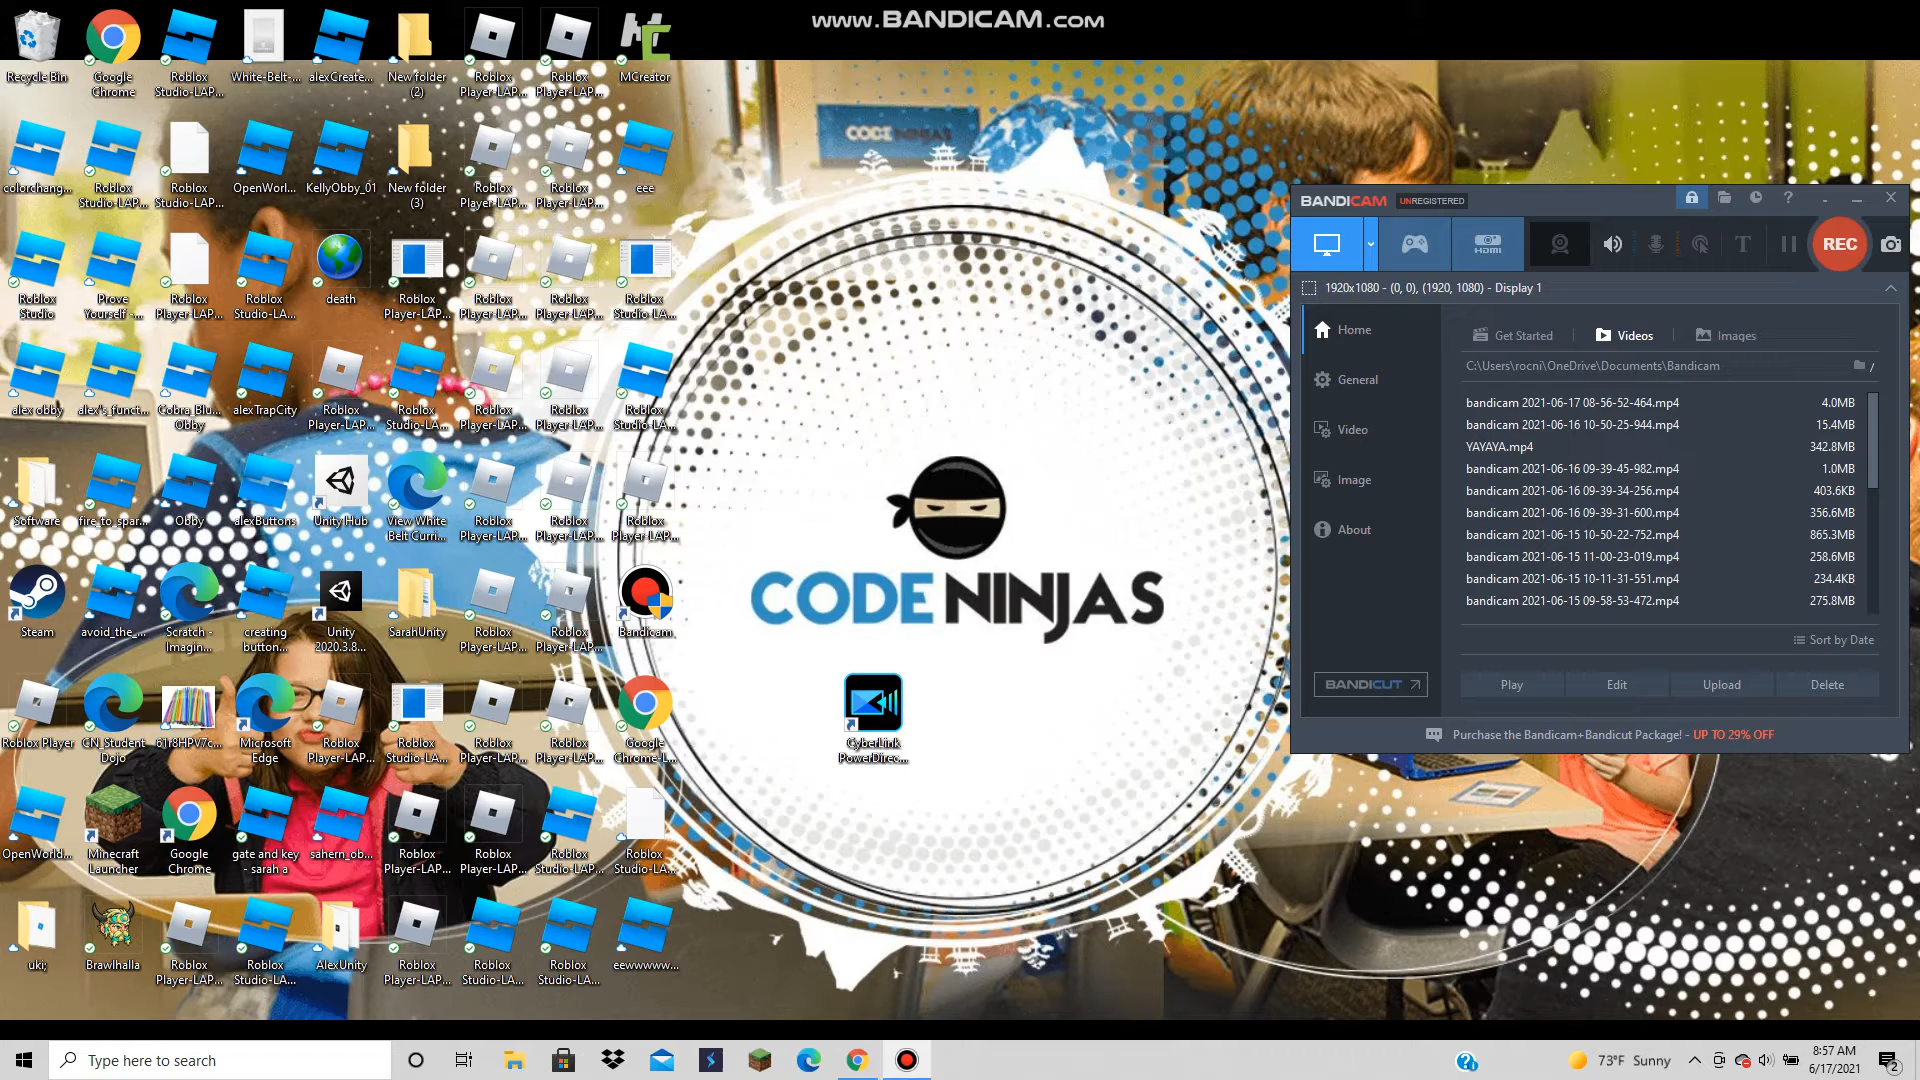 www.BANDICAM.com
Recycle Bin
Google
Chrome
Roblox
Studio-LAP...
White-Belt-...
alexCreate...
New folder
(2)
Roblox
Player-LAP...
Roblox
Player-LAP...
MCreator
colorchang...
Roblox
Studio-LAP...
Roblox
Studio-LAP...
OpenWorl...
KellyObby_01
New folder
(3)
Roblox
Player-LAP...
Roblox
Player-LAP...
eee
Roblox
Studio
Prove
Yourself -...
Roblox
Player-LAP...
Roblox
Studio-LA...
death
Roblox
Player-LAP...
Roblox
Player-LAP...
Roblox
Player-LAP...
Roblox
Studio-LA...
alex obby
alex's_funct...
Cobra_Blu...
Obby
alexTrapCity
Roblox
Player-LAP...
Roblox
Studio-LA...
Roblox
Player-LAP...
Roblox
Player-LAP...
Roblox
Studio-LA...
Software
fire_to_spar...
Obby
alexButtons
Unity Hub
View White
Belt Curri...
Roblox
Player-LAP...
Roblox
Player-LAP...
Roblox
Player-LAP...
Steam
avoid_the_...
Scratch -
Imagin...
creating
button...
Unity
2020.3.8...
SarahUnity
Roblox
Player-LAP...
Roblox
Player-LAP...
Bandicam
Roblox Player
CN_Student
Dojo
61r8HPV7c...
Microsoft
Edge
Roblox
Player-LAP...
Roblox
Studio-LA...
Roblox
Player-LAP...
Roblox
Player-LAP...
Google
Chrome-L...
CyberLink
PowerDirec...
OpenWorld...
Minecraft
Launcher
Google
Chrome
gate and key
- sarah a
sahern_ob...
Roblox
Player-LAP...
Roblox
Player-LAP...
Roblox
Studio-LAP...
Roblox
Studio-LA...
uki;
Brawlhalla
Roblox
Player-LAP...
Roblox
Studio-LA...
AlexUnity
Roblox
Player-LAP...
Roblox
Studio-LA...
Roblox
Studio-LA...
eewwwww...
CODE NINJAS
CODE NINJAS
BANDICAM UNREGISTERED
HDMI
REC
1920x1080 - (0, 0), (1920, 1080) - Display 1
Home
General
Video
Image
About
BANDICUT
Get Started
Videos
Images
C:\Users\rocni\OneDrive\Documents\Bandicam
bandicam 2021-06-17 08-56-52-464.mp4 4.0MB
bandicam 2021-06-16 10-50-25-944.mp4 15.4MB
YAYAYA.mp4 342.8MB
bandicam 2021-06-16 09-39-45-982.mp4 1.0MB
bandicam 2021-06-16 09-39-34-256.mp4 403.6KB
bandicam 2021-06-16 09-39-31-600.mp4 356.6MB
bandicam 2021-06-15 10-50-22-752.mp4 865.3MB
bandicam 2021-06-15 11-00-23-019.mp4 258.6MB
bandicam 2021-06-15 10-11-31-551.mp4 234.4KB
bandicam 2021-06-15 09-58-53-472.mp4 275.8MB
Sort by Date
Play
Edit
Upload
Delete
Purchase the Bandicam+Bandicut Package! - UP TO 29% OFF
Type here to search
73°F Sunny
8:57 AM
6/17/2021
2